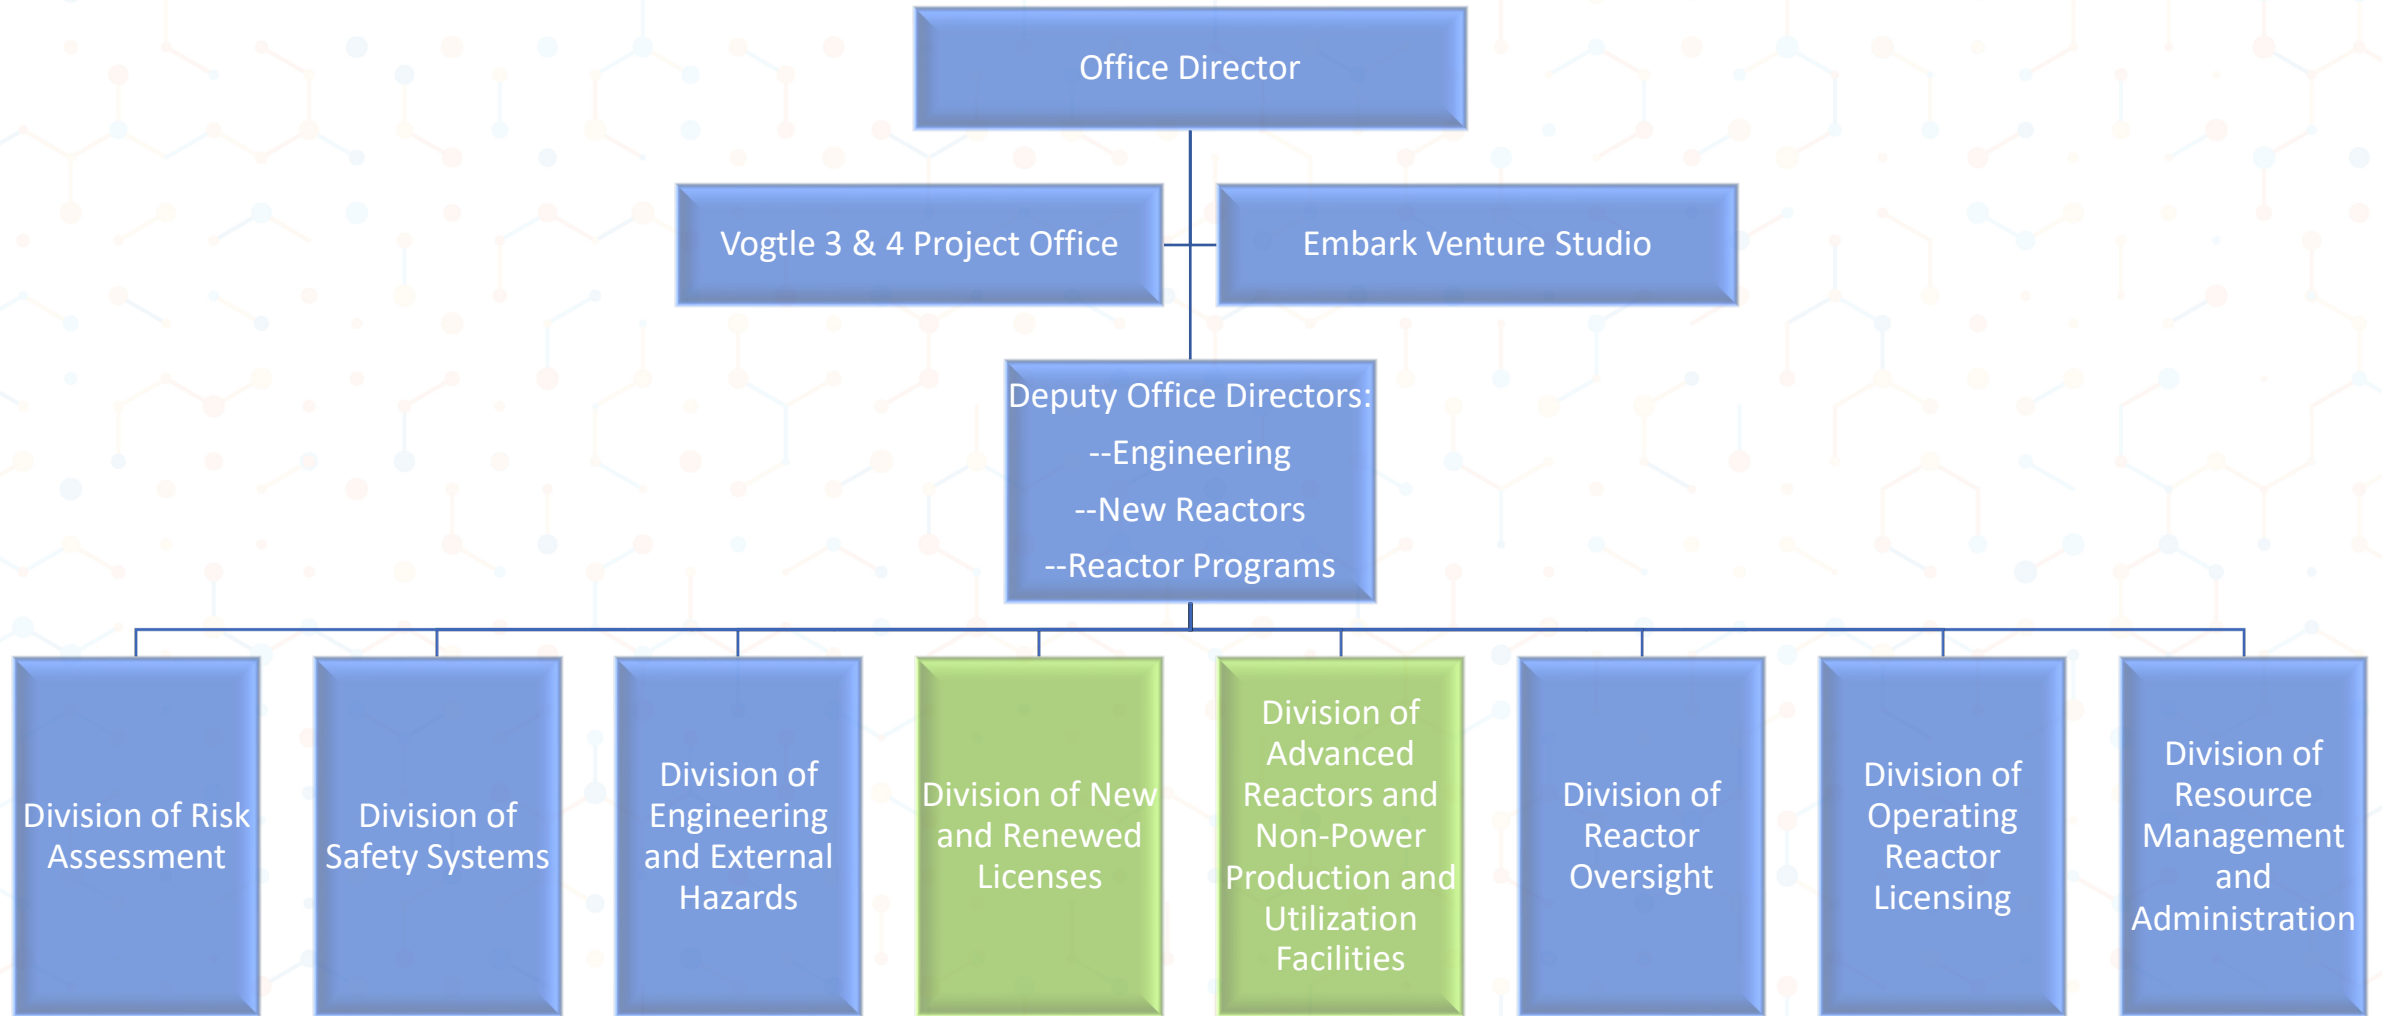 Office Director
Vogtle 3 & 4 Project Office
Embark Venture Studio
Deputy Office Directors:
--Engineering
--New Reactors
--Reactor Programs
Division of Risk
Assessment
Division of
Safety Systems
Division of
Engineering
and External
Hazards
Division of New
and Renewed
Licenses
Division of
Advanced
Reactors and
Non-Power
Production and
Utilization
Facilities
Division of
Reactor
Oversight
Division of
Operating
Reactor
Licensing
Division of
Resource
Management
and
Administration